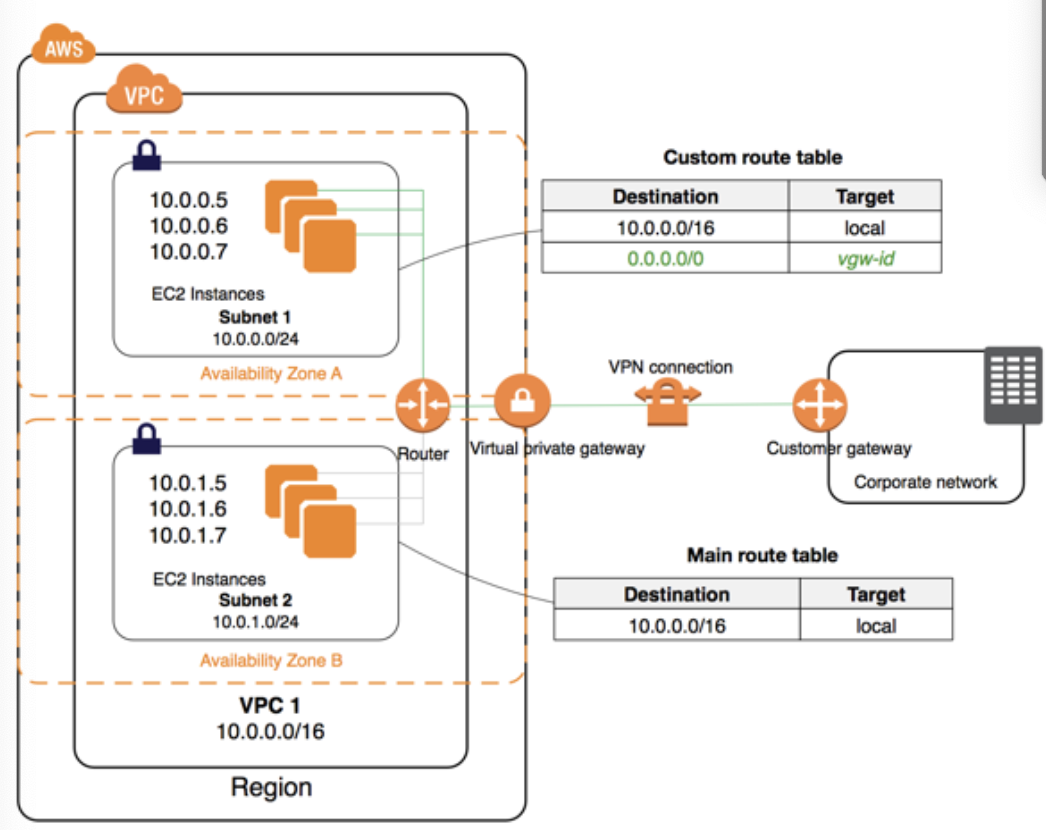 AWS
VPC
10.0.0.5
10.0.0.6
10.0.0.7
EC2 Instances
Subnet 1
10.0.0.0/24
Availability Zone A
Custom route table
Destination Target
10.0.0.0/16 local
0.0.0.0/0 vgw-id
Router
Virtual private gateway
VPN connection
Customer gateway
Corporate network
10.0.1.5
10.0.1.6
10.0.1.7
EC2 Instances
Subnet 2
10.0.1.0/24
Availability Zone B
Main route table
Destination Target
10.0.0.0/16 local
VPC 1
10.0.0.0/16
Region